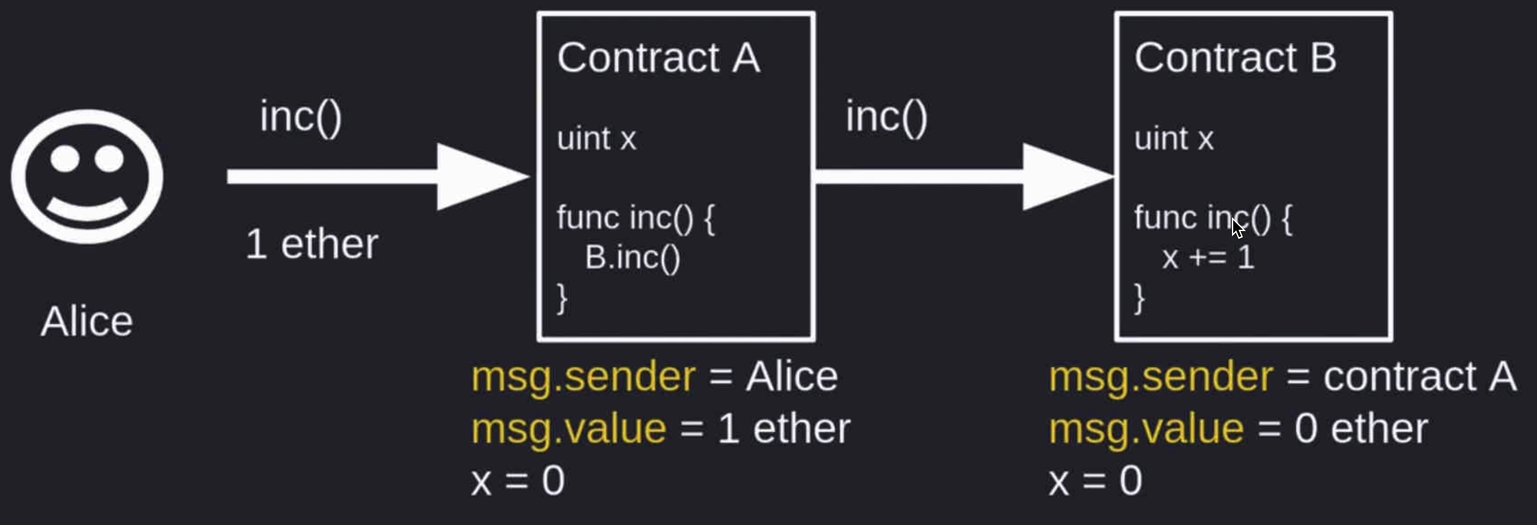 inc()
1 ether
Alice
Contract A
uint x
func inc() {
B.inc()
}
msg.sender = Alice
msg.value = 1 ether
x = 0
inc()
Contract B
uint x
func inc() {
x += 1
}
msg.sender = contract A
msg.value = 0 ether
x = 0